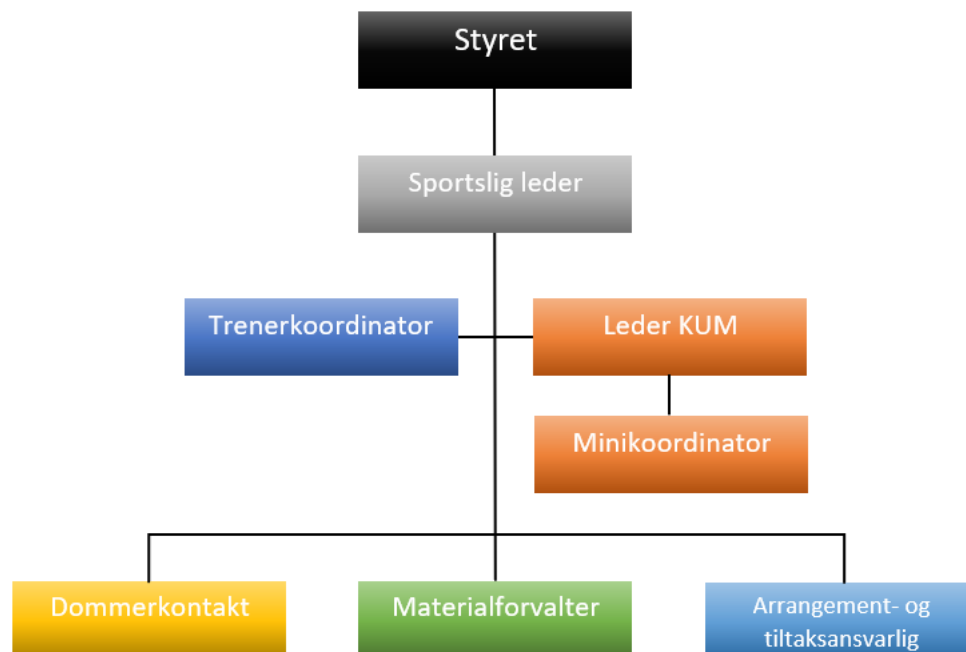 Styret
Sportslig leder
Trenerkoordinator
Leder KUM
Minikoordinator
Dommerkontakt
Materialforvalter
Arrangement- og
tiltaksansvarlig